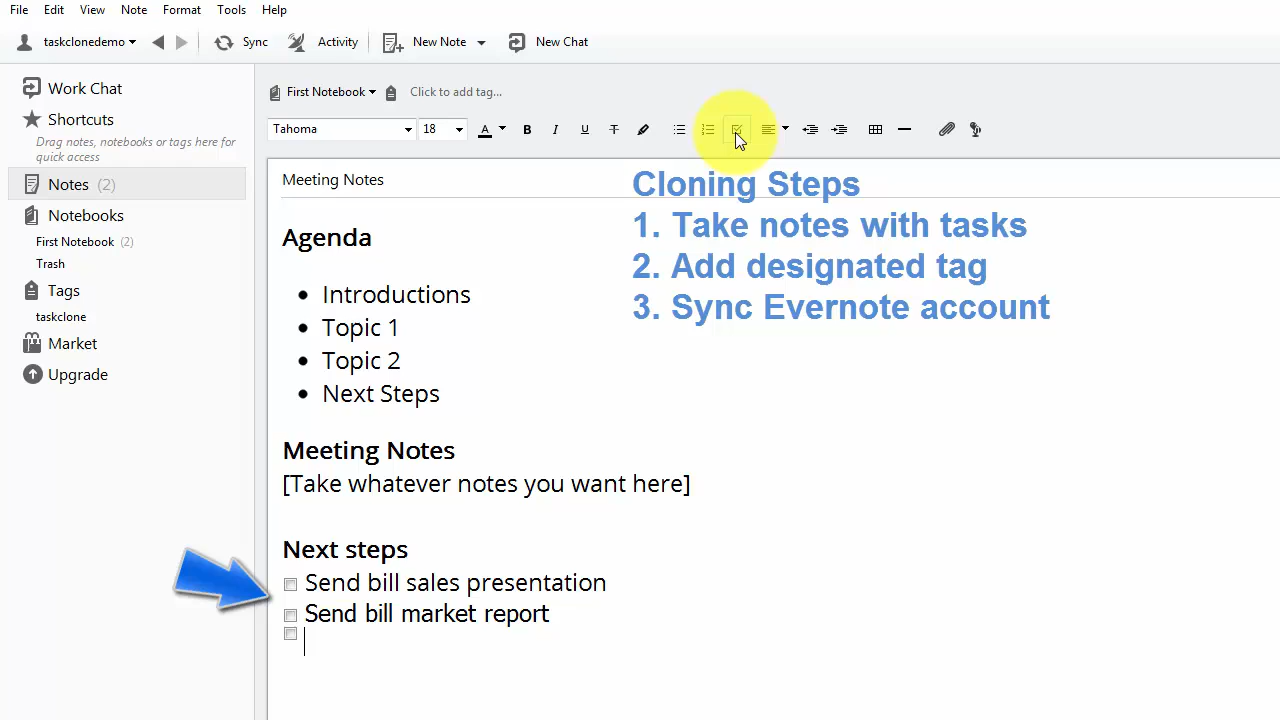 File Edit View Note Format Tools Help
taskclonedemo Sync Activity New Note New Chat
Work Chat
Shortcuts
Drag notes, notebooks or tags here for
quick access
Notes (2)
Notebooks
First Notebook (2)
Trash
Tags
taskclone
Market
Upgrade
First Notebook Click to add tag...
Tahoma 18 A B I U T
Meeting Notes
Cloning Steps
1. Take notes with tasks
2. Add designated tag
3. Sync Evernote account
Agenda
• Introductions
• Topic 1
• Topic 2
• Next Steps
Meeting Notes
[Take whatever notes you want here]
Next steps
Send bill sales presentation
Send bill market report